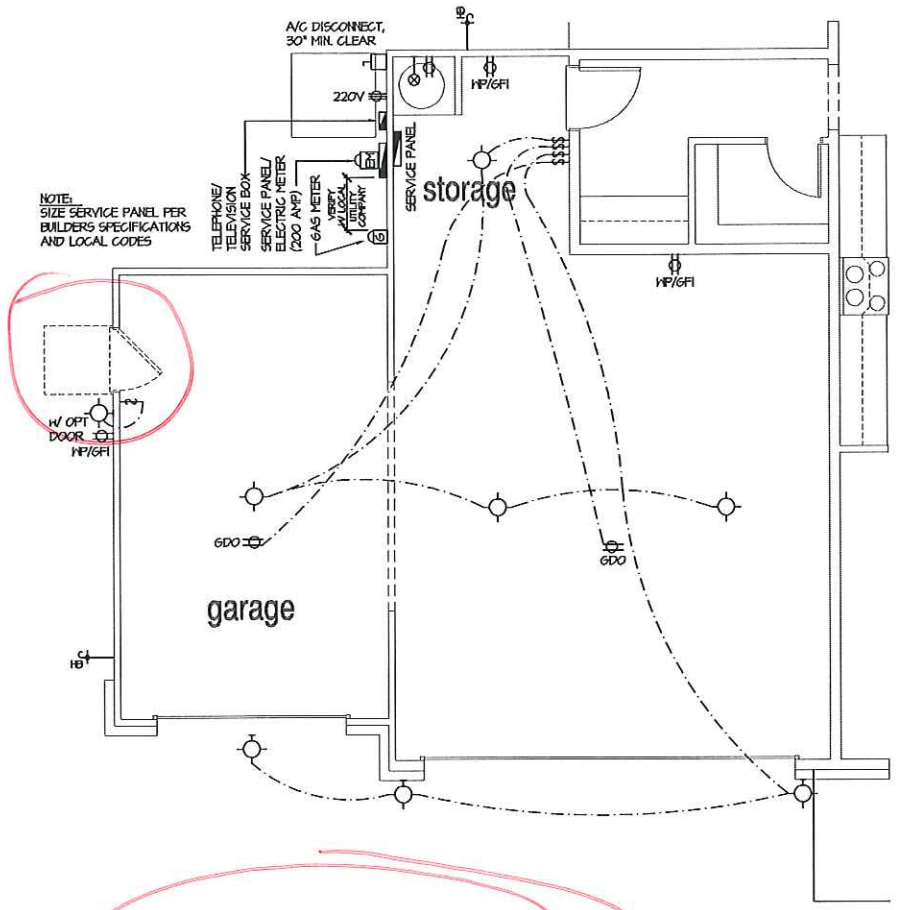 HB
A/C DISCONNECT,
30" MIN. CLEAR
WP/GFI
220V
SERVICE PANEL
storage
NOTE:
SIZE SERVICE PANEL PER
BUILDERS SPECIFICATIONS
AND LOCAL CODES
TELEPHONE/
TELEVISION
SERVICE BOX
SERVICE PANEL/
ELECTRIC METER
(200 AMP)
GAS METER
VERIFY
W/ LOCAL
UTILITY
COMPANY
EM
G
$$$$
WP/GFI
2
W/ OPT
DOOR
WP/GFI
GDO
GDO
garage
HB